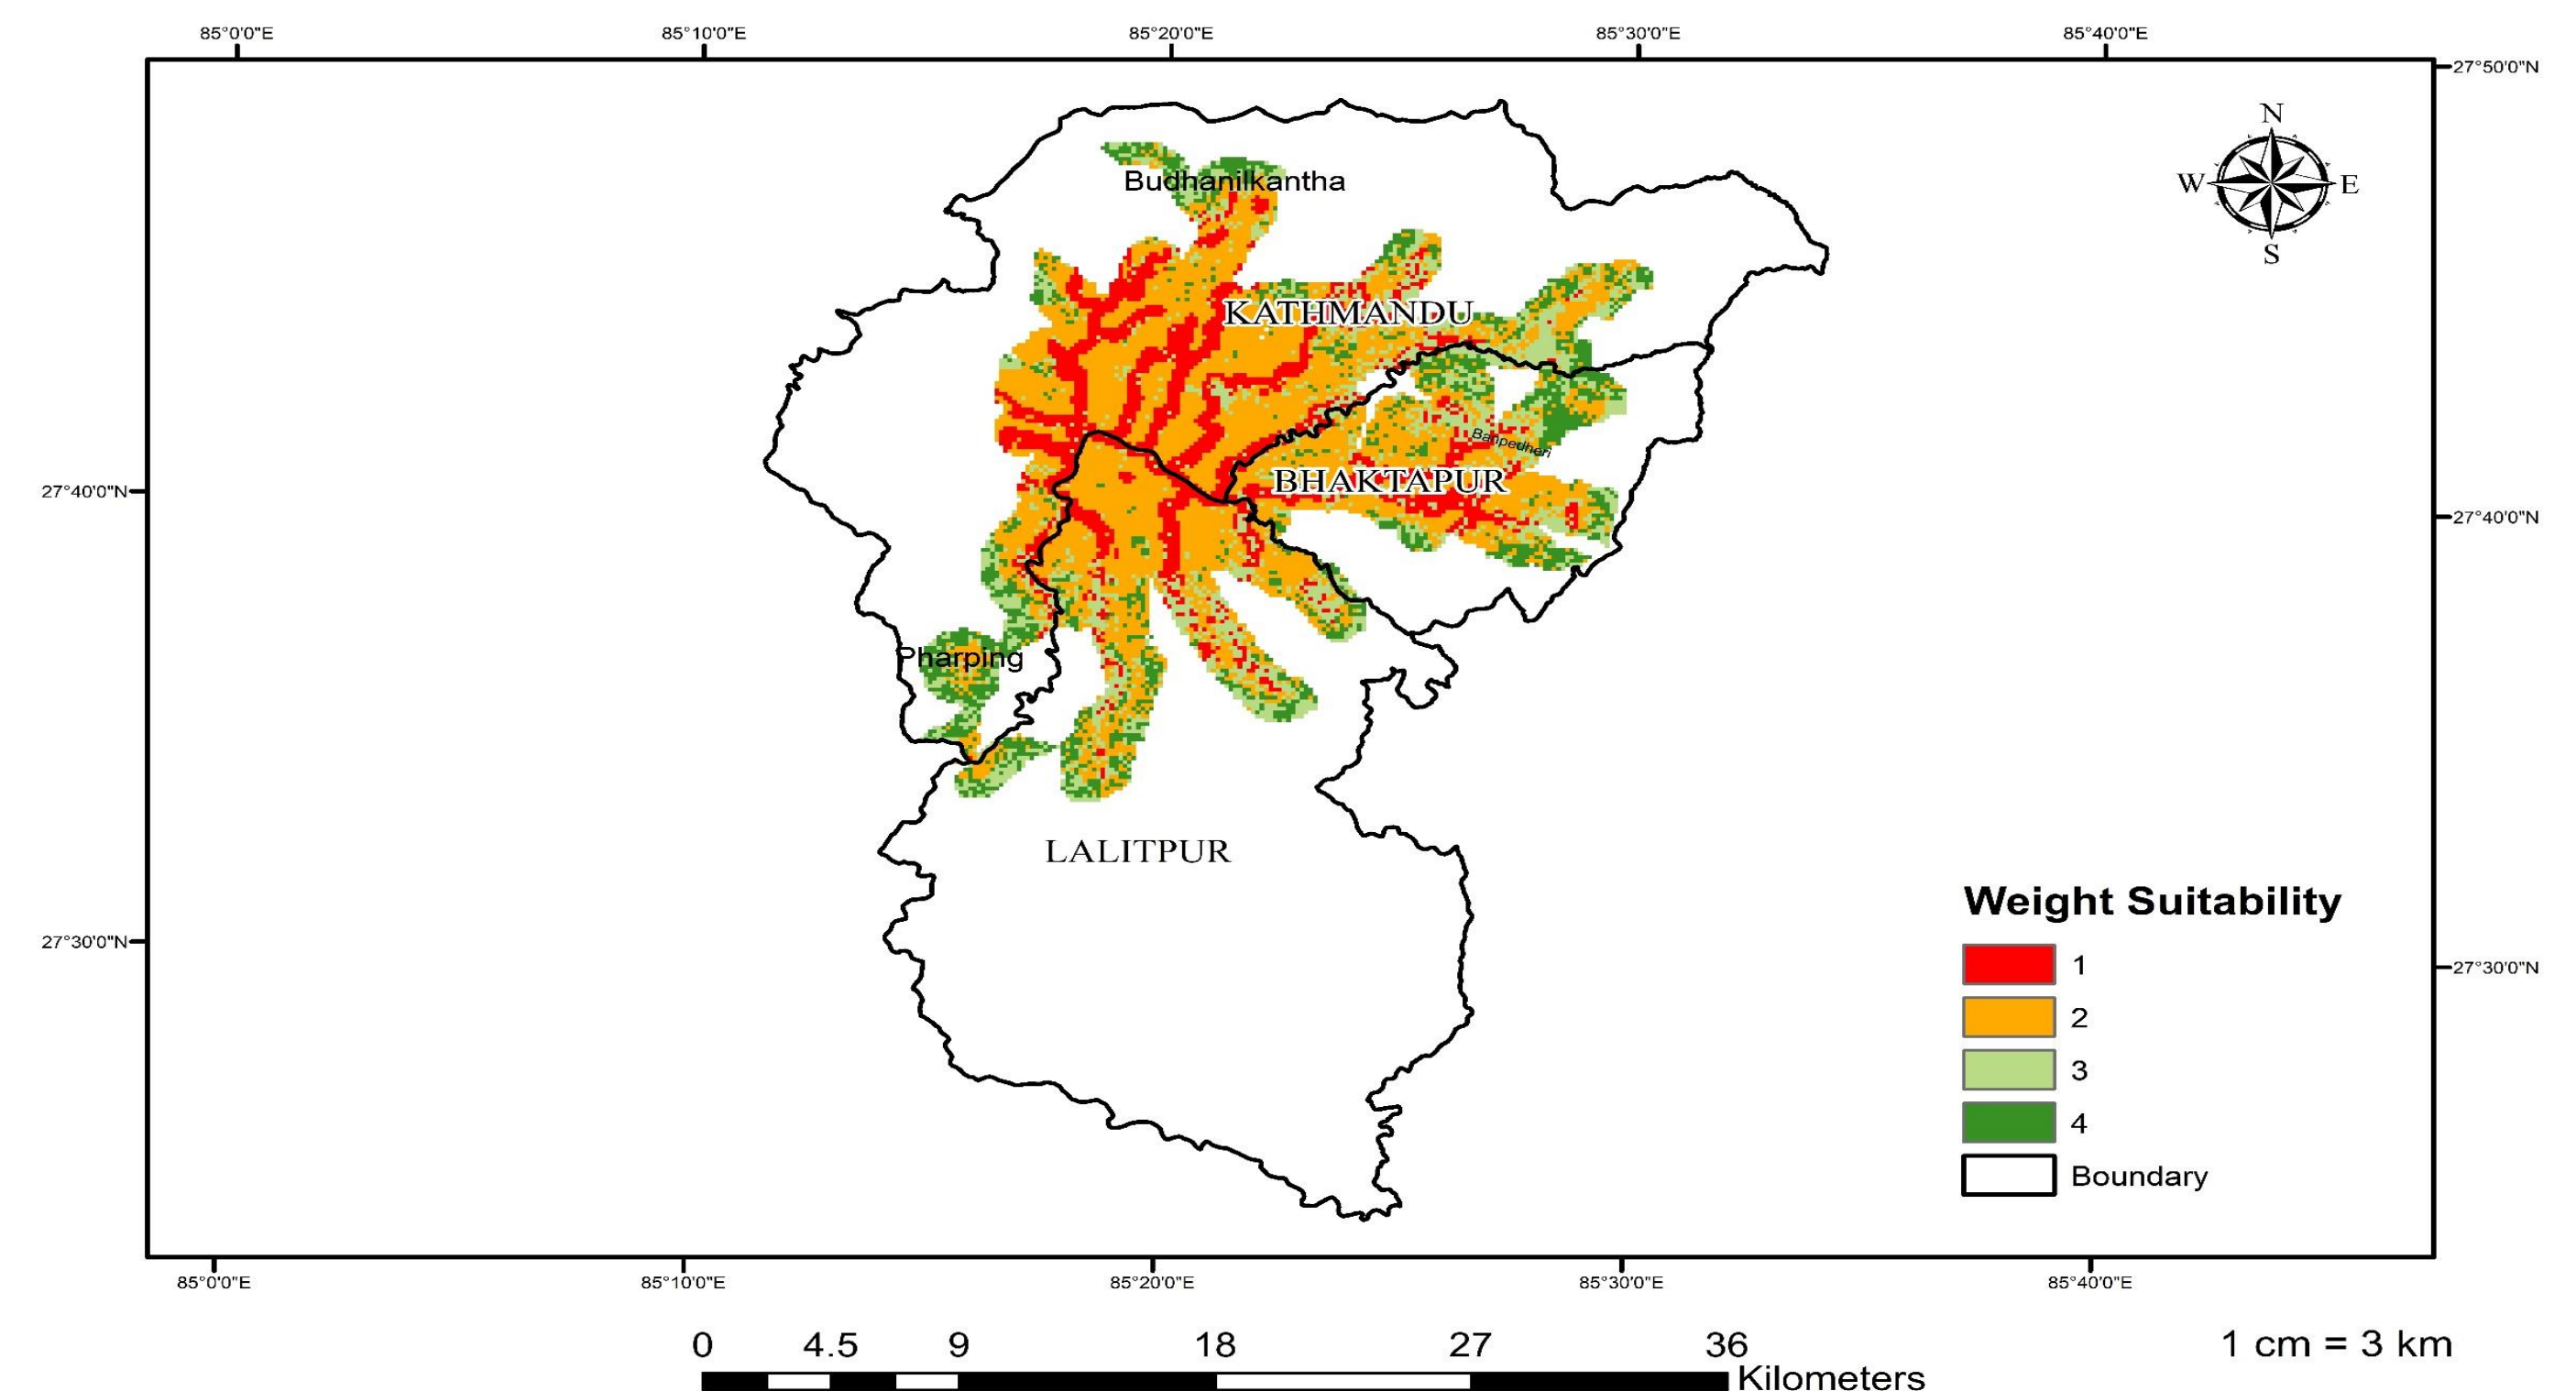 85°0'0"E 85°10'0"E 85°20'0"E 85°30'0"E 85°40'0"E
27°50'0"N
N
W E
S
Budhanilkantha
KATHMANDU
Banpedheri
BHAKTAPUR
27°40'0"N
27°40'0"N
Pharping
LALITPUR
Weight Suitability
27°30'0"N
1
27°30'0"N
2
3
4
Boundary
85°0'0"E 85°10'0"E 85°20'0"E 85°30'0"E 85°40'0"E
0 4.5 9 18 27 36
1 cm = 3 km
Kilometers